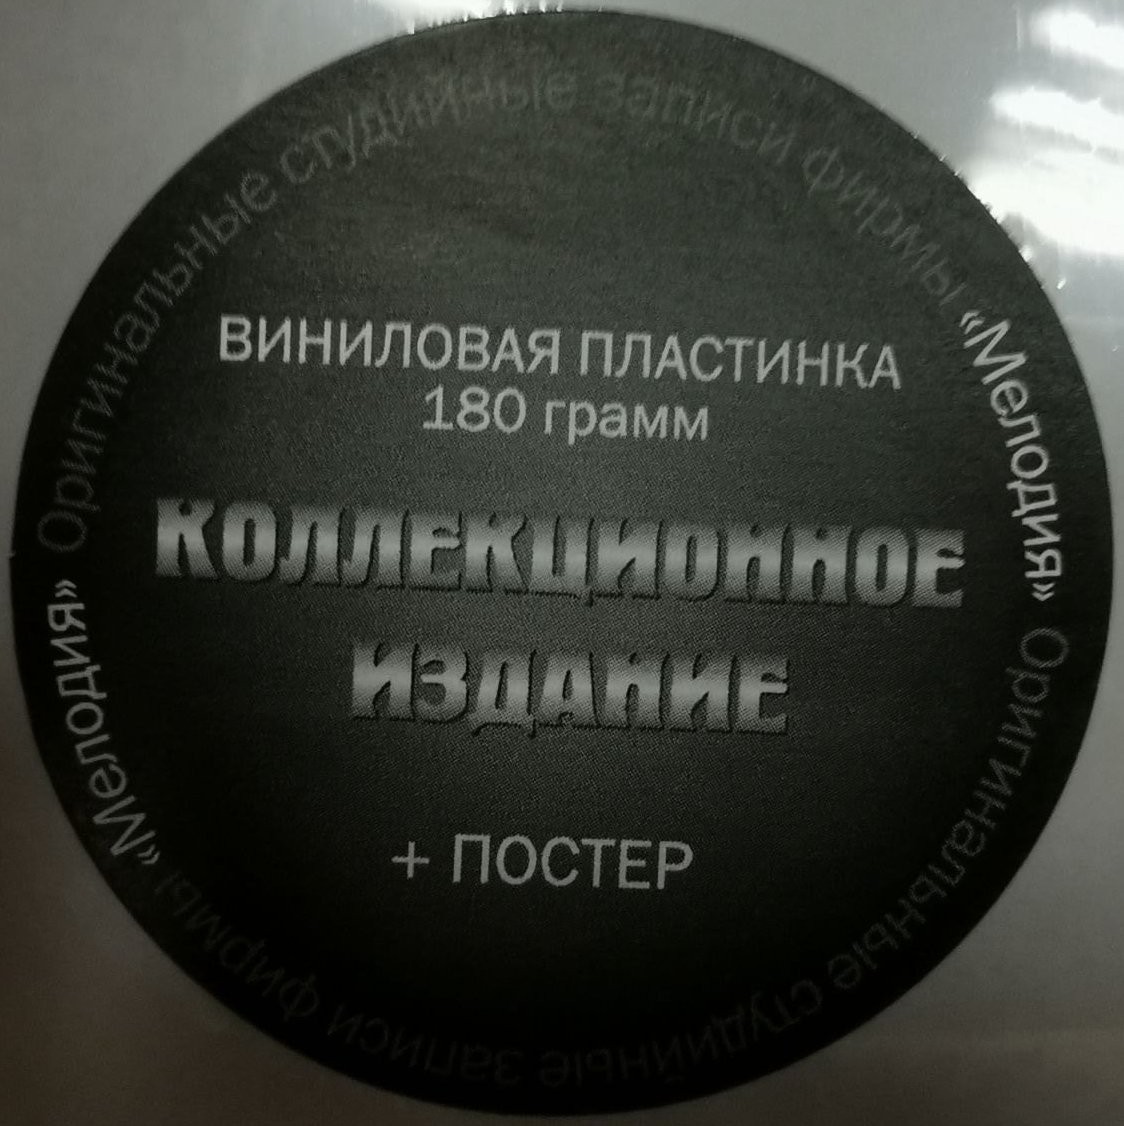 Оригинальные студийные записи фирмы «Мелодия»
ВИНИЛОВАЯ ПЛАСТИНКА
180 грамм
КОЛЛЕКЦИОННОЕ
ИЗДАНИЕ
+ ПОСТЕР
Оригинальные студийные записи фирмы «Мелодия»